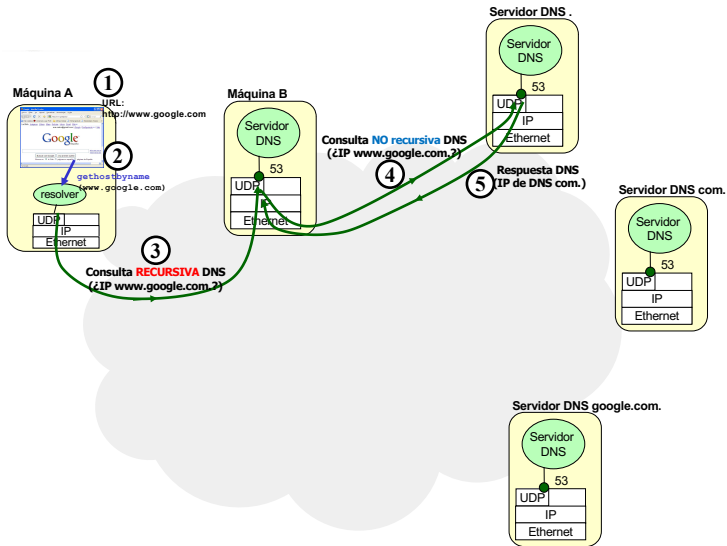 Servidor DNS .
Servidor
DNS
53
UDP
IP
Ethernet
Máquina A
1
URL:
http://www.google.com
Google
2
gethostbyname
(www.google.com)
resolver
UDP
IP
Ethernet
Máquina B
Servidor
DNS
53
UDP
IP
Ethernet
3
Consulta RECURSIVA DNS
(¿IP www.google.com.?)
Consulta NO recursiva DNS
(¿IP www.google.com.?)
4
5
Respuesta DNS
(IP de DNS com.)
Servidor DNS com.
Servidor
DNS
53
UDP
IP
Ethernet
Servidor DNS google.com.
Servidor
DNS
53
UDP
IP
Ethernet